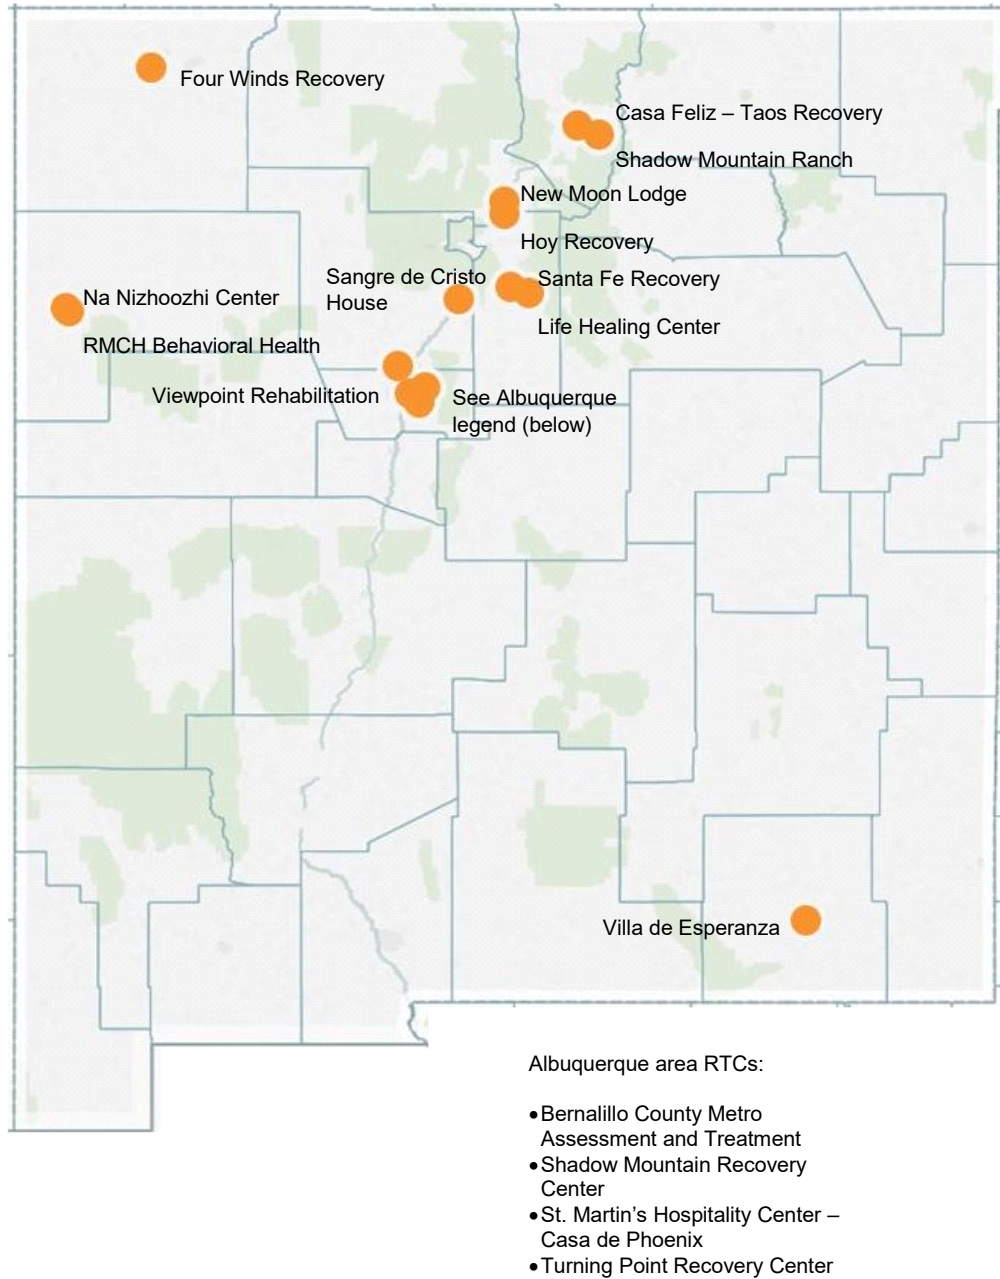 Four Winds Recovery
Casa Feliz – Taos Recovery
Shadow Mountain Ranch
New Moon Lodge
Hoy Recovery
Sangre de Cristo
House
Santa Fe Recovery
Life Healing Center
Na Nizhoozhi Center
RMCH Behavioral Health
Viewpoint Rehabilitation
See Albuquerque
legend (below)
Villa de Esperanza
Albuquerque area RTCs:
•Bernalillo County Metro
Assessment and Treatment
•Shadow Mountain Recovery
Center
•St. Martin’s Hospitality Center –
Casa de Phoenix
•Turning Point Recovery Center